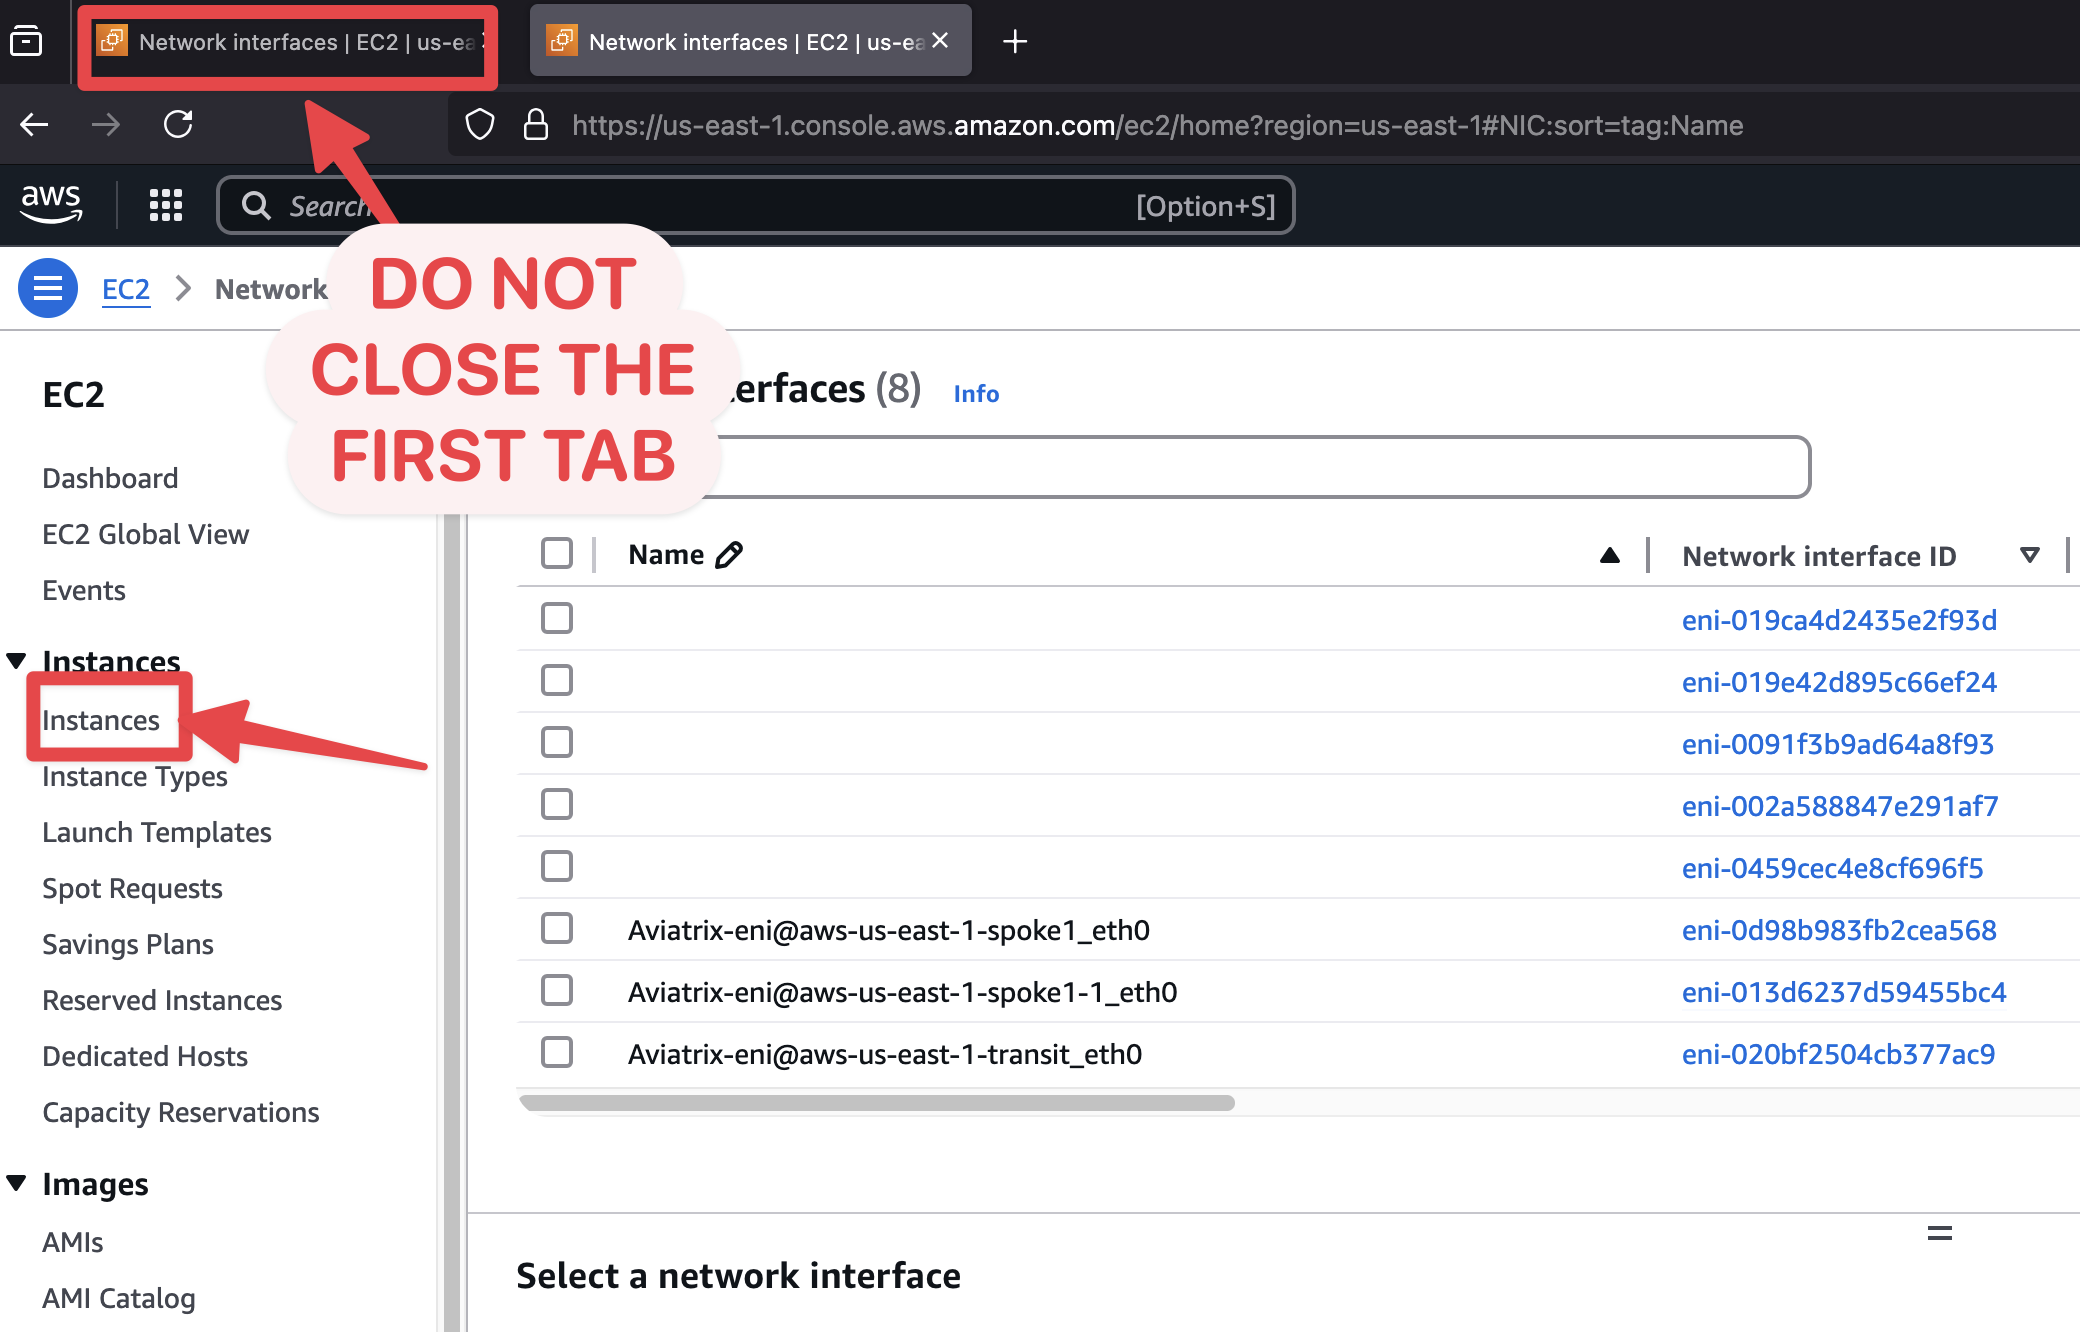 Network interfaces | EC2 | us-ea
Network interfaces | EC2 | us-ea
https://us-east-1.console.aws.amazon.com/ec2/home?region=us-east-1#NIC:sort=tag:Name
aws
Search
[Option+S]
EC2
Network
DO NOT
CLOSE THE
FIRST TAB
EC2
erfaces (8)
Info
Dashboard
EC2 Global View
Events
Instances
Instances
Instance Types
Launch Templates
Spot Requests
Savings Plans
Reserved Instances
Dedicated Hosts
Capacity Reservations
Images
AMIs
AMI Catalog
Name
Network interface ID
eni-019ca4d2435e2f93d
eni-019e42d895c66ef24
eni-0091f3b9ad64a8f93
eni-002a588847e291af7
eni-0459cec4e8cf696f5
Aviatrix-eni@aws-us-east-1-spoke1_eth0
eni-0d98b983fb2cea568
Aviatrix-eni@aws-us-east-1-spoke1-1_eth0
eni-013d6237d59455bc4
Aviatrix-eni@aws-us-east-1-transit_eth0
eni-020bf2504cb377ac9
Select a network interface